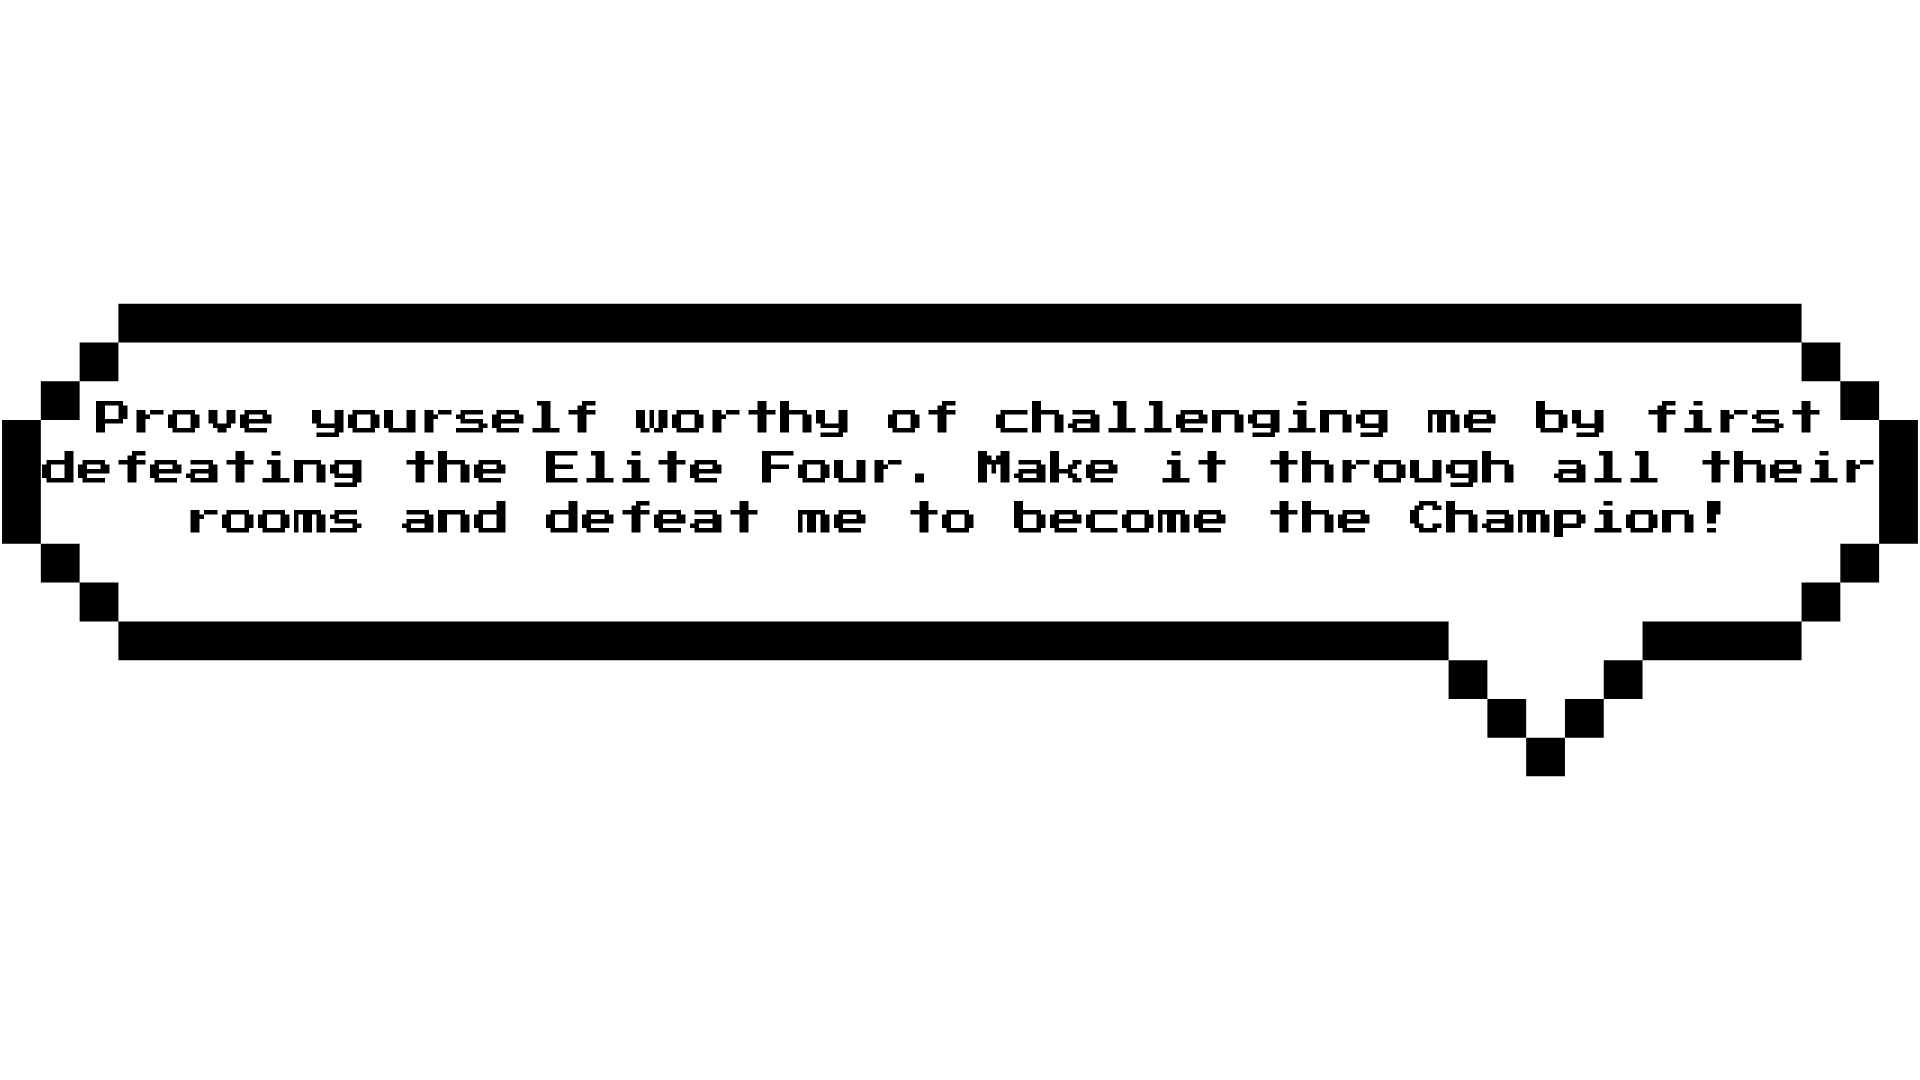 Prove yourself worthy of challenging me by first
defeating the Elite Four. Make it through all their
rooms and defeat me to become the Champion!